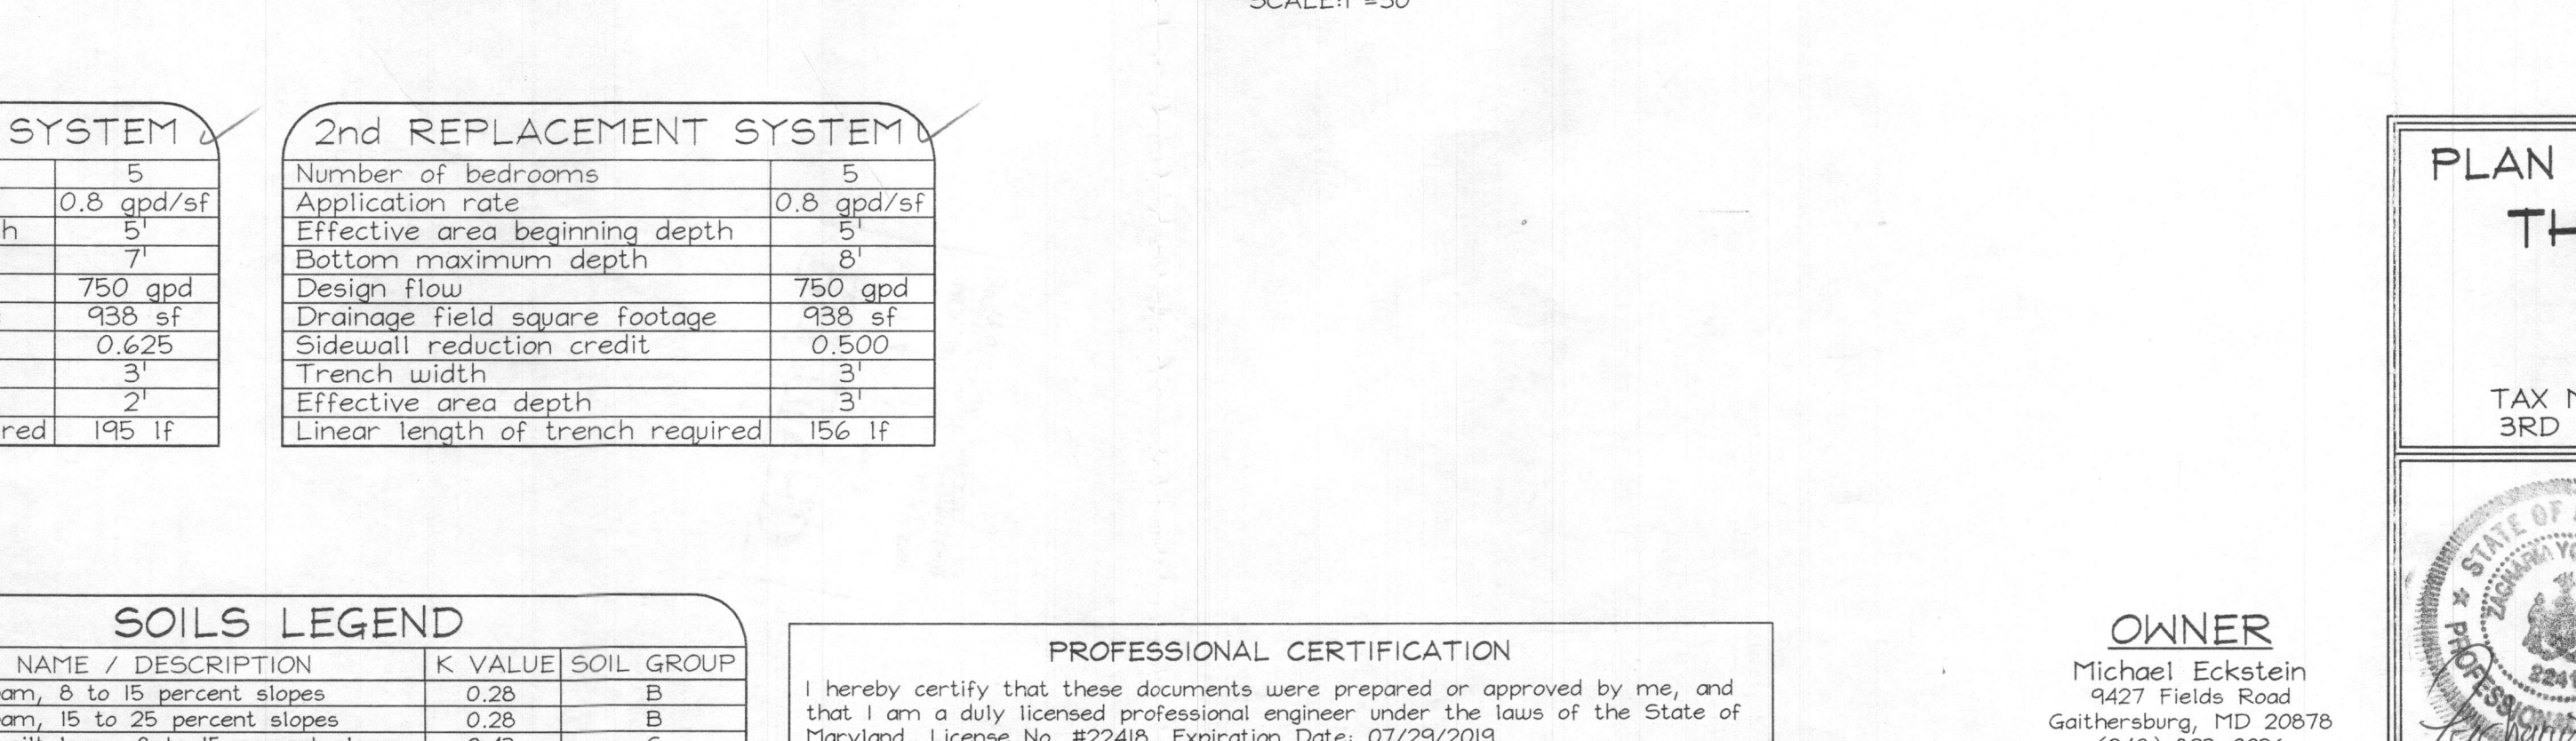 SCALE:1"=30'
SYSTEM
5
0.8 gpd/sf
h 5'
7'
750 gpd
938 sf
0.625
3'
2'
red 195 lf
2nd REPLACEMENT SYSTEM
Number of bedrooms 5
Application rate 0.8 gpd/sf
Effective area beginning depth 5'
Bottom maximum depth 8'
Design flow 750 gpd
Drainage field square footage 938 sf
Sidewall reduction credit 0.500
Trench width 3'
Effective area depth 3'
Linear length of trench required 156 lf
SOILS LEGEND
NAME / DESCRIPTION K VALUE SOIL GROUP
am, 8 to 15 percent slopes 0.28 B
am, 15 to 25 percent slopes 0.28 B
PROFESSIONAL CERTIFICATION
I hereby certify that these documents were prepared or approved by me, and
that I am a duly licensed professional engineer under the laws of the State of
Maryland, License No. #22418, Expiration Date: 07/29/2019
OWNER
Michael Eckstein
9427 Fields Road
Gaithersburg, MD 20878
PLAN
TH
TAX
3RD
STATE OF
ZACHARIA
PROFESSIONAL